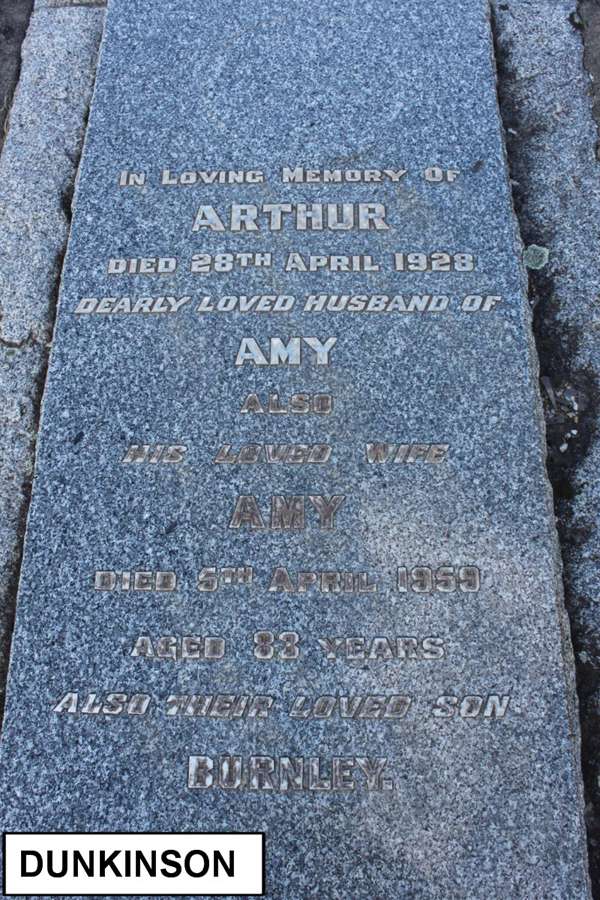 IN LOVING MEMORY OF
ARTHUR
DIED 28TH APRIL 1928
DEARLY LOVED HUSBAND OF
AMY
ALSO
HIS LOVED WIFE
AMY
DIED 5TH APRIL 1959
AGED 83 YEARS
ALSO THEIR LOVED SON
BURNLEY.
DUNKINSON